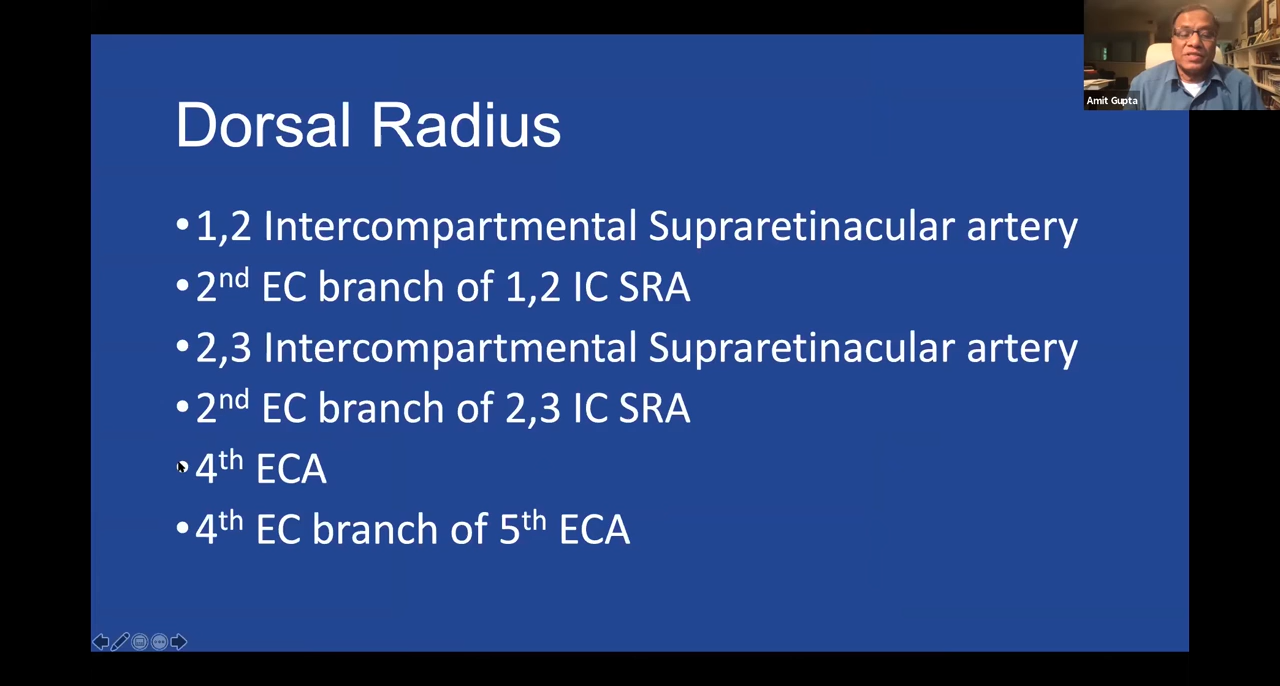 Dorsal Radius
•1,2 Intercompartmental Supraretinacular artery
•2nd EC branch of 1,2 IC SRA
•2,3 Intercompartmental Supraretinacular artery
•2nd EC branch of 2,3 IC SRA
•4th ECA
•4th EC branch of 5th ECA
Amit Gupta